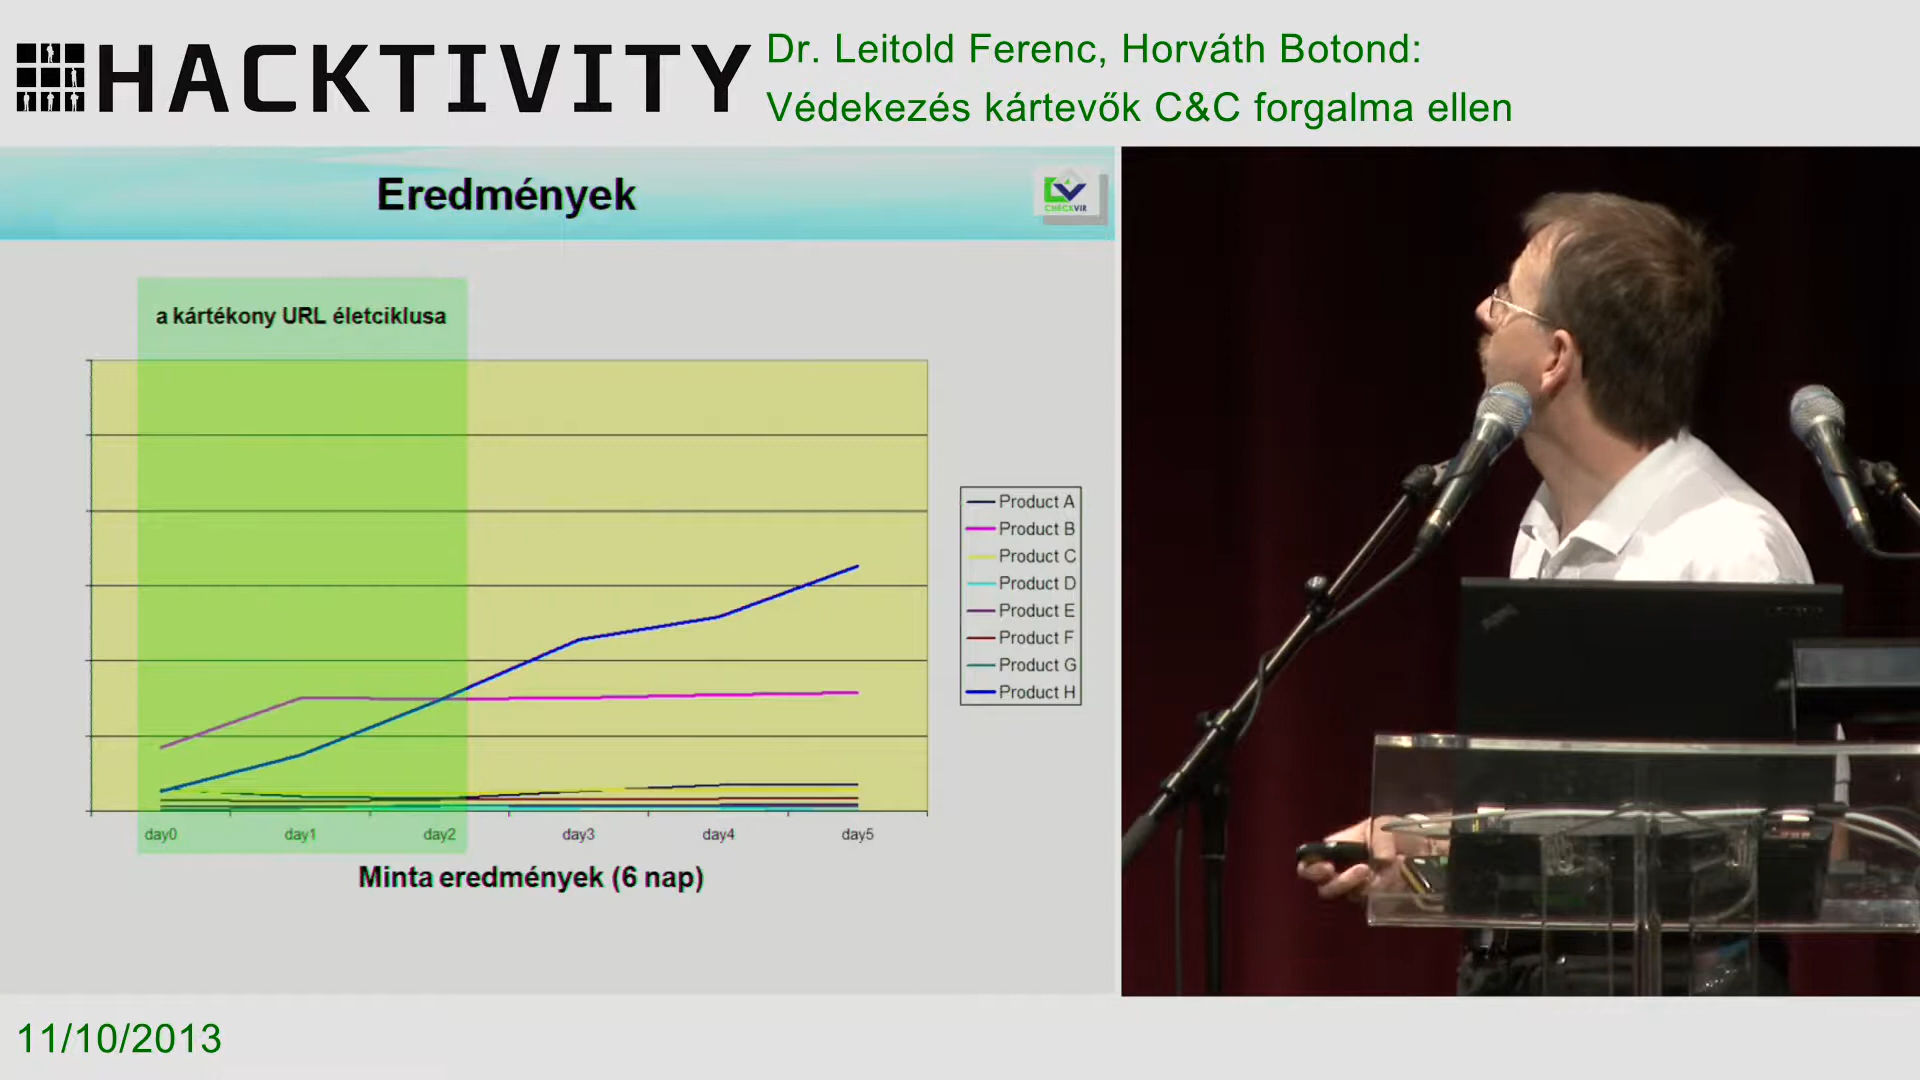 HACKTIVITY
Dr. Leitold Ferenc, Horváth Botond:
Védekezés kártevők C&C forgalma ellen
Eredmények
CHECKVIR
a kártékony URL életciklusa
Product A
Product B
Product C
Product D
Product E
Product F
Product G
Product H
day0 day1 day2 day3 day4 day5
Minta eredmények (6 nap)
11/10/2013